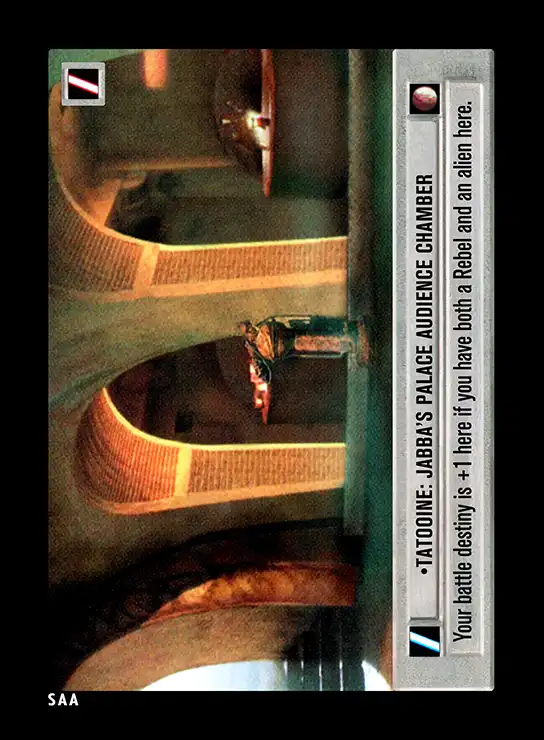 •TATOOINE: JABBA'S PALACE AUDIENCE CHAMBER
Your battle destiny is +1 here if you have both a Rebel and an alien here.
SAA